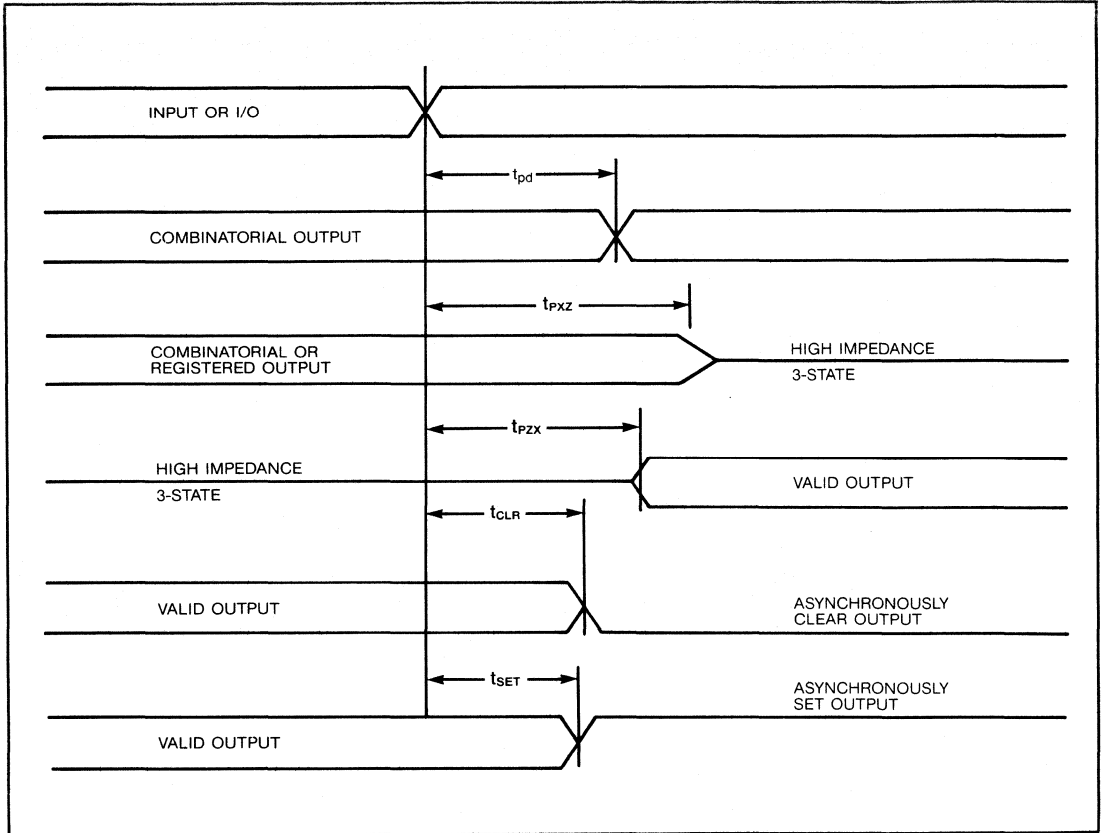 INPUT OR I/O
tpd
COMBINATORIAL OUTPUT
tPXZ
COMBINATORIAL OR
REGISTERED OUTPUT
HIGH IMPEDANCE
3-STATE
tPZX
HIGH IMPEDANCE
3-STATE
VALID OUTPUT
tCLR
VALID OUTPUT
ASYNCHRONOUSLY
CLEAR OUTPUT
tSET
ASYNCHRONOUSLY
SET OUTPUT
VALID OUTPUT